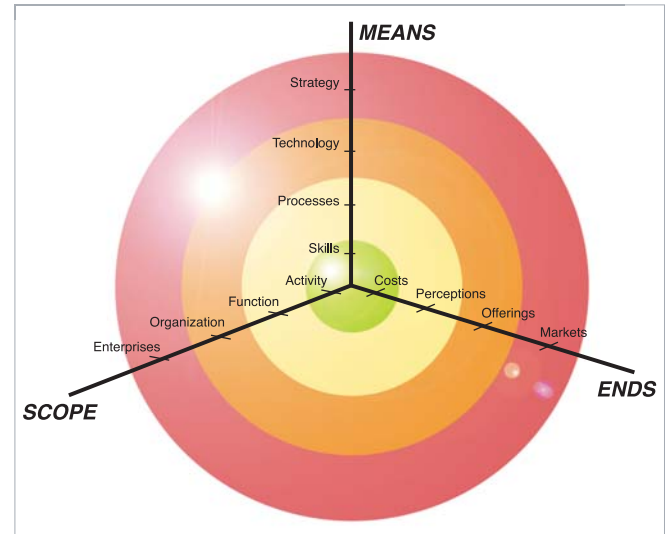 MEANS
Strategy
Technology
Processes
Skills
Activity
Costs
Function
Perceptions
Organization
Offerings
Enterprises
Markets
SCOPE
ENDS